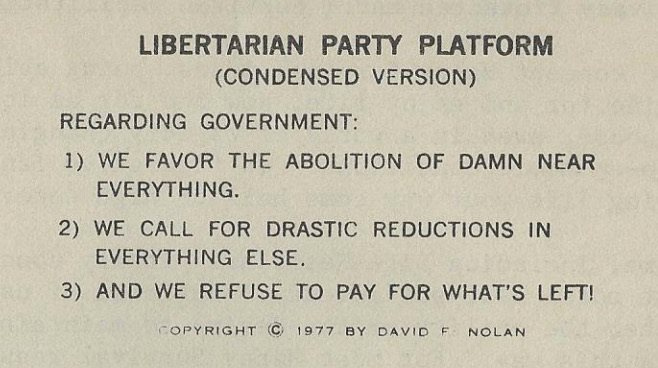 LIBERTARIAN PARTY PLATFORM
(CONDENSED VERSION)
REGARDING GOVERNMENT:
1) WE FAVOR THE ABOLITION OF DAMN NEAR
EVERYTHING.
2) WE CALL FOR DRASTIC REDUCTIONS IN
EVERYTHING ELSE.
3) AND WE REFUSE TO PAY FOR WHAT'S LEFT!
COPYRIGHT © 1977 BY DAVID F. NOLAN